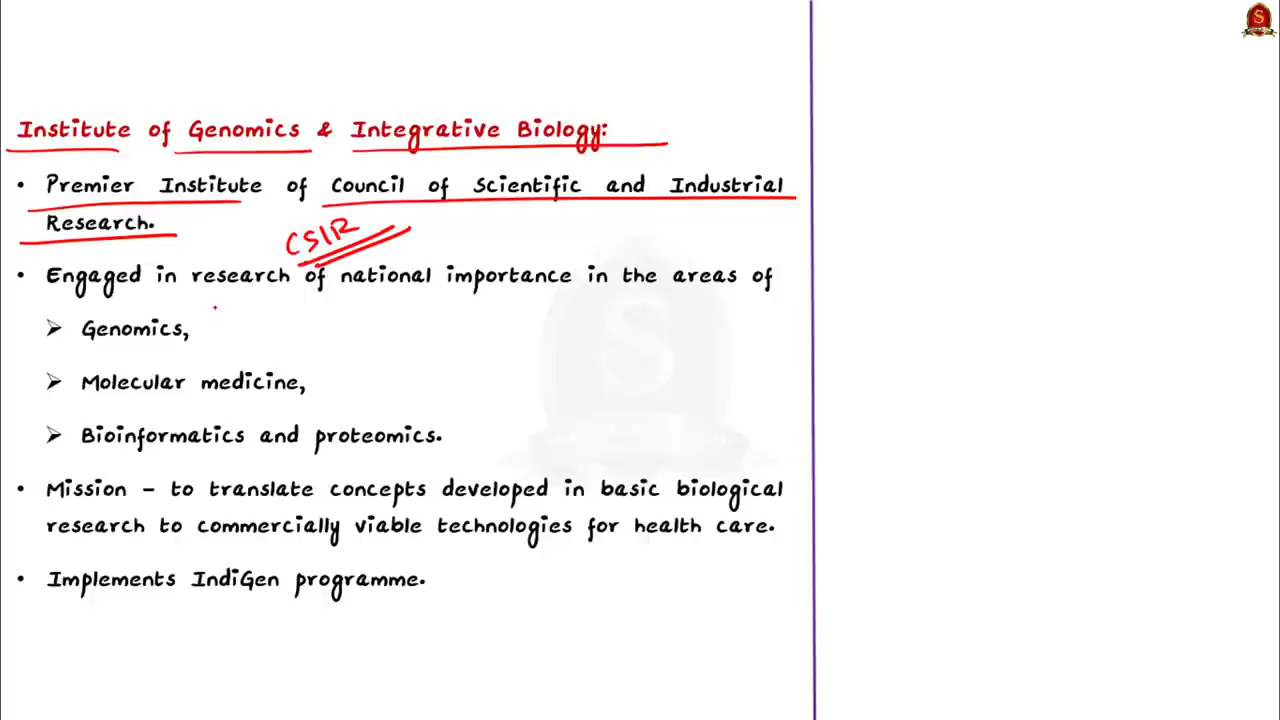 Institute of Genomics & Integrative Biology:
• Premier Institute of Council of Scientific and Industrial
Research.
CSIR
• Engaged in research of national importance in the areas of
➢ Genomics,
➢ Molecular medicine,
➢ Bioinformatics and proteomics.
• Mission – to translate concepts developed in basic biological
research to commercially viable technologies for health care.
• Implements IndiGen programme.
S
S